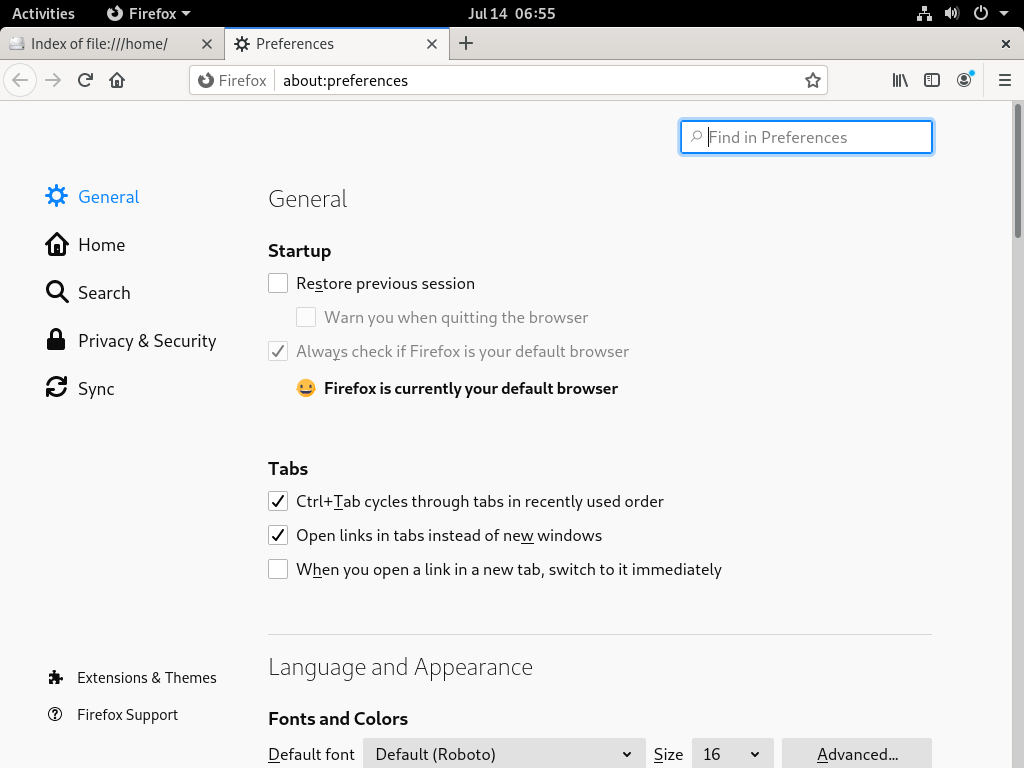 Activities Firefox Jul 14 06:55
Index of file:///home/ Preferences
Firefox about:preferences
Find in Preferences
General
Home
Search
Privacy & Security
Sync
Extensions & Themes
Firefox Support
General
Startup
Restore previous session
Warn you when quitting the browser
Always check if Firefox is your default browser
Firefox is currently your default browser
Tabs
Ctrl+Tab cycles through tabs in recently used order
Open links in tabs instead of new windows
When you open a link in a new tab, switch to it immediately
Language and Appearance
Fonts and Colors
Default font Default (Roboto) Size 16 Advanced...